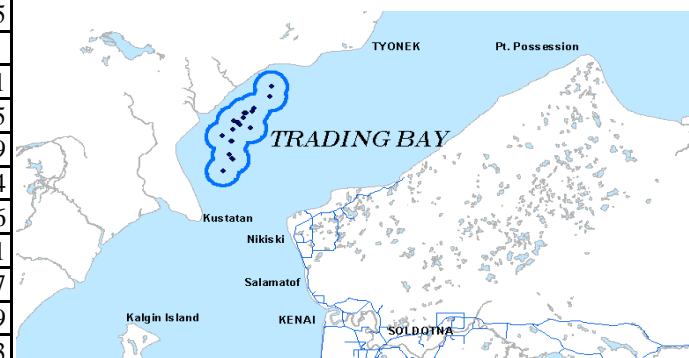 TYONEK
Pt. Possession
TRADING BAY
Kustatan
Nikiski
Salamatof
Kalgin Island
KENAI
SOLDOTNA